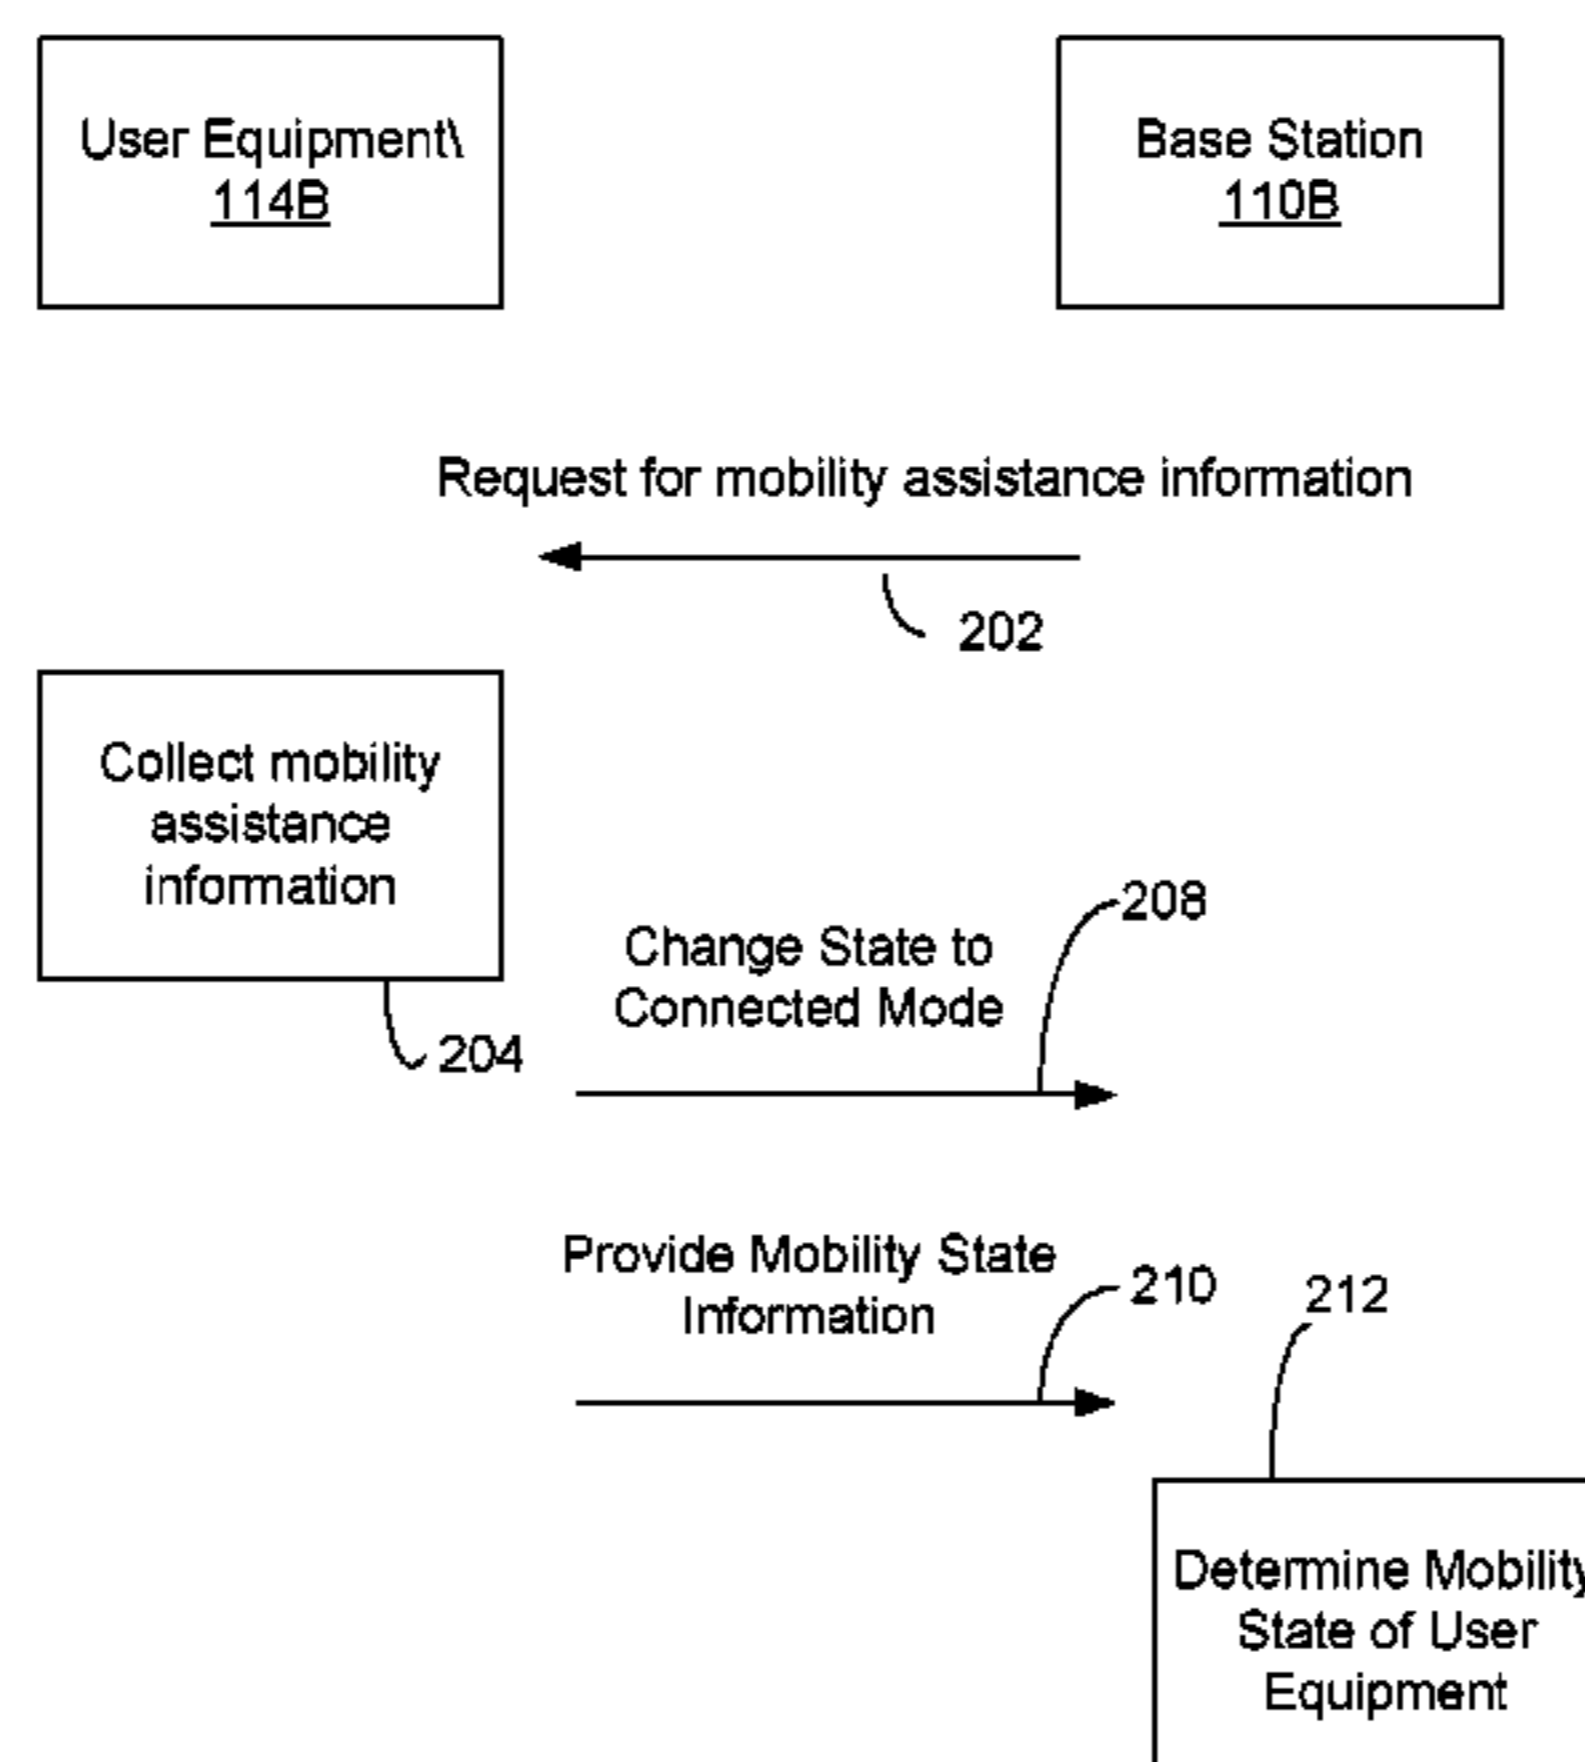 User Equipment\
114B
Base Station
110B
Request for mobility assistance information
202
Collect mobility
assistance
information
204
Change State to
Connected Mode
208
Provide Mobility State
Information
210
212
Determine Mobility
State of User
Equipment